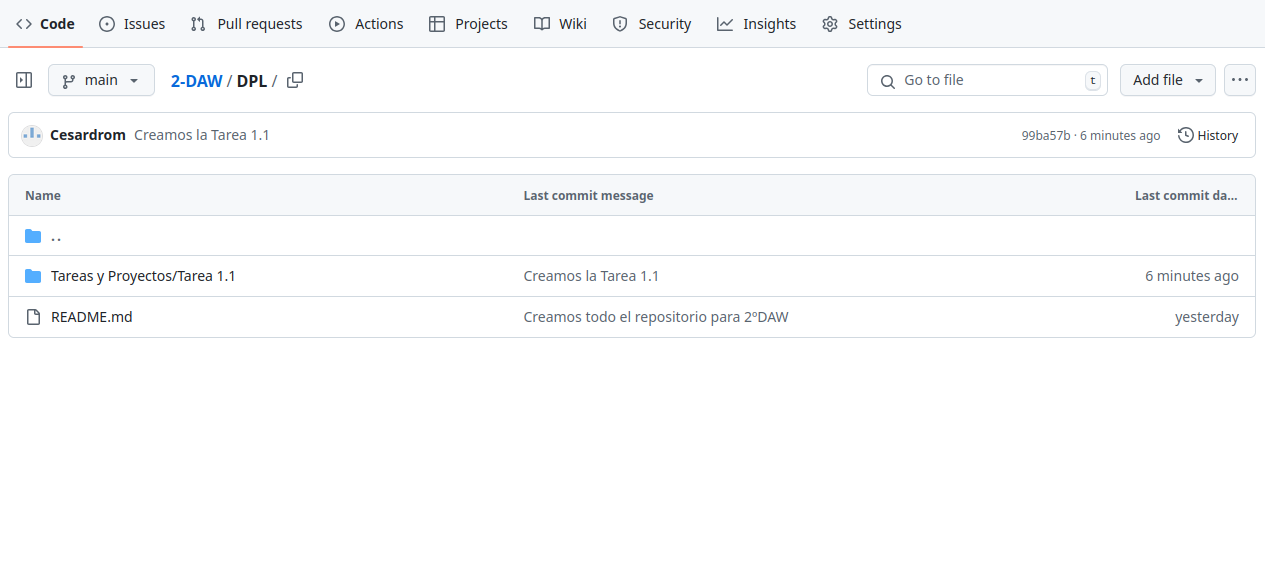 Code Issues Pull requests Actions Projects Wiki Security Insights Settings
main 2-DAW / DPL / Go to file t Add file
Cesardrom Creamos la Tarea 1.1 99ba57b · 6 minutes ago History
Name Last commit message Last commit da...
..
Tareas y Proyectos/Tarea 1.1 Creamos la Tarea 1.1 6 minutes ago
README.md Creamos todo el repositorio para 2ºDAW yesterday